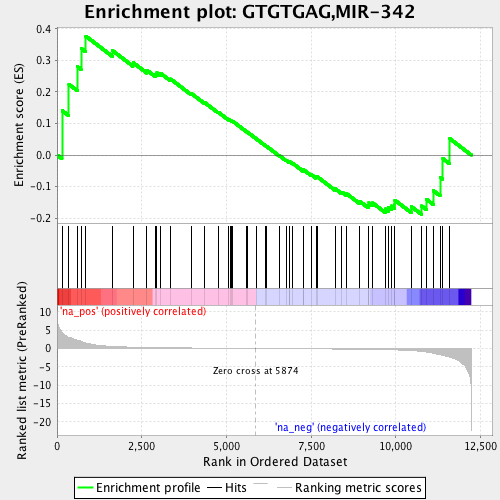 Enrichment plot: GTGTGAG,MIR-342
Enrichment score (ES)
0.4
0.3
0.2
0.1
0.0
-0.1
-0.2
'na_pos' (positively correlated)
Ranked list metric (PreRanked)
10
5
0
-5
-10
-15
-20
Zero cross at 5874
'na_neg' (negatively correlated)
0
2,500
5,000
7,500
10,000
12,500
Rank in Ordered Dataset
Enrichment profile
Hits
Ranking metric scores